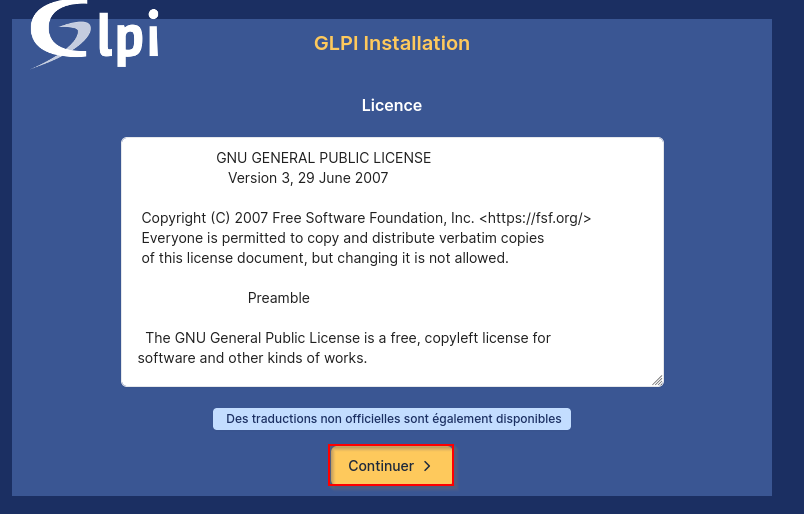 Glpi
GLPI Installation
Licence
GNU GENERAL PUBLIC LICENSE
Version 3, 29 June 2007
Copyright (C) 2007 Free Software Foundation, Inc. <https://fsf.org/>
Everyone is permitted to copy and distribute verbatim copies
of this license document, but changing it is not allowed.
Preamble
The GNU General Public License is a free, copyleft license for
software and other kinds of works.
Des traductions non officielles sont également disponibles
Continuer